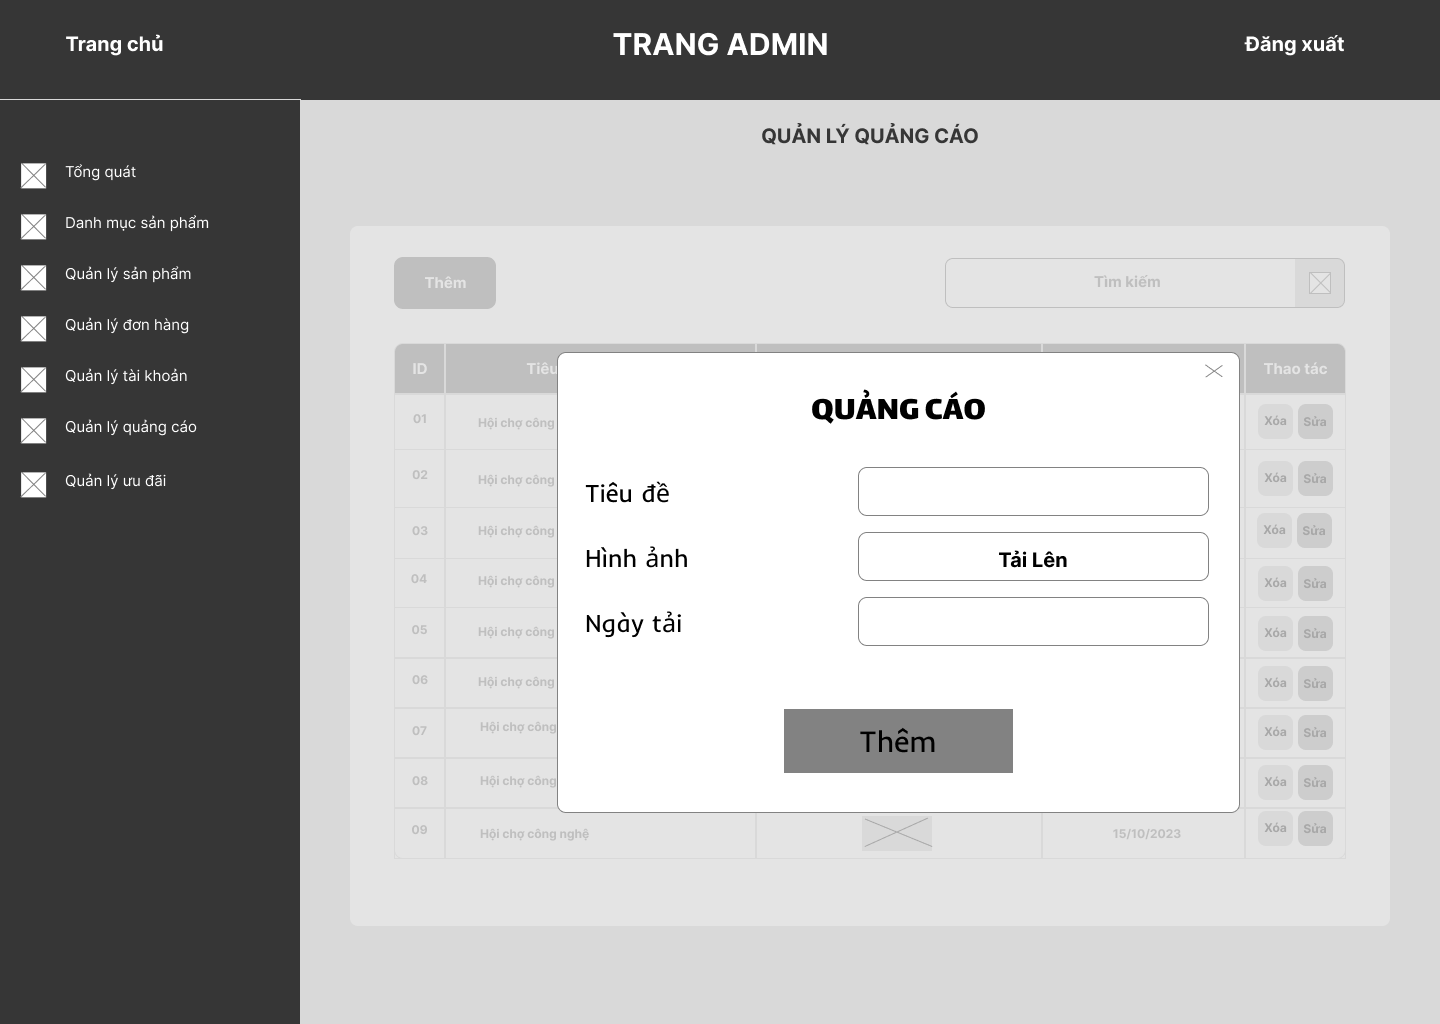 Trang chủ
TRANG ADMIN
Đăng xuất
QUẢN LÝ QUẢNG CÁO
Tổng quát
Danh mục sản phẩm
Quản lý sản phẩm
Quản lý đơn hàng
Quản lý tài khoản
Quản lý quảng cáo
Quản lý ưu đãi
Thêm
Tìm kiếm
ID Tiêu Thao tác
01 Hội chợ công Xóa Sửa
02 Hội chợ công Xóa Sửa
03 Hội chợ công Xóa Sửa
04 Hội chợ công Xóa Sửa
05 Hội chợ công Xóa Sửa
06 Hội chợ công Xóa Sửa
07 Hội chợ công Xóa Sửa
08 Hội chợ công Xóa Sửa
09 Hội chợ công nghệ 15/10/2023 Xóa Sửa
QUẢNG CÁO
Tiêu đề
Hình ảnh Tải Lên
Ngày tải
Thêm